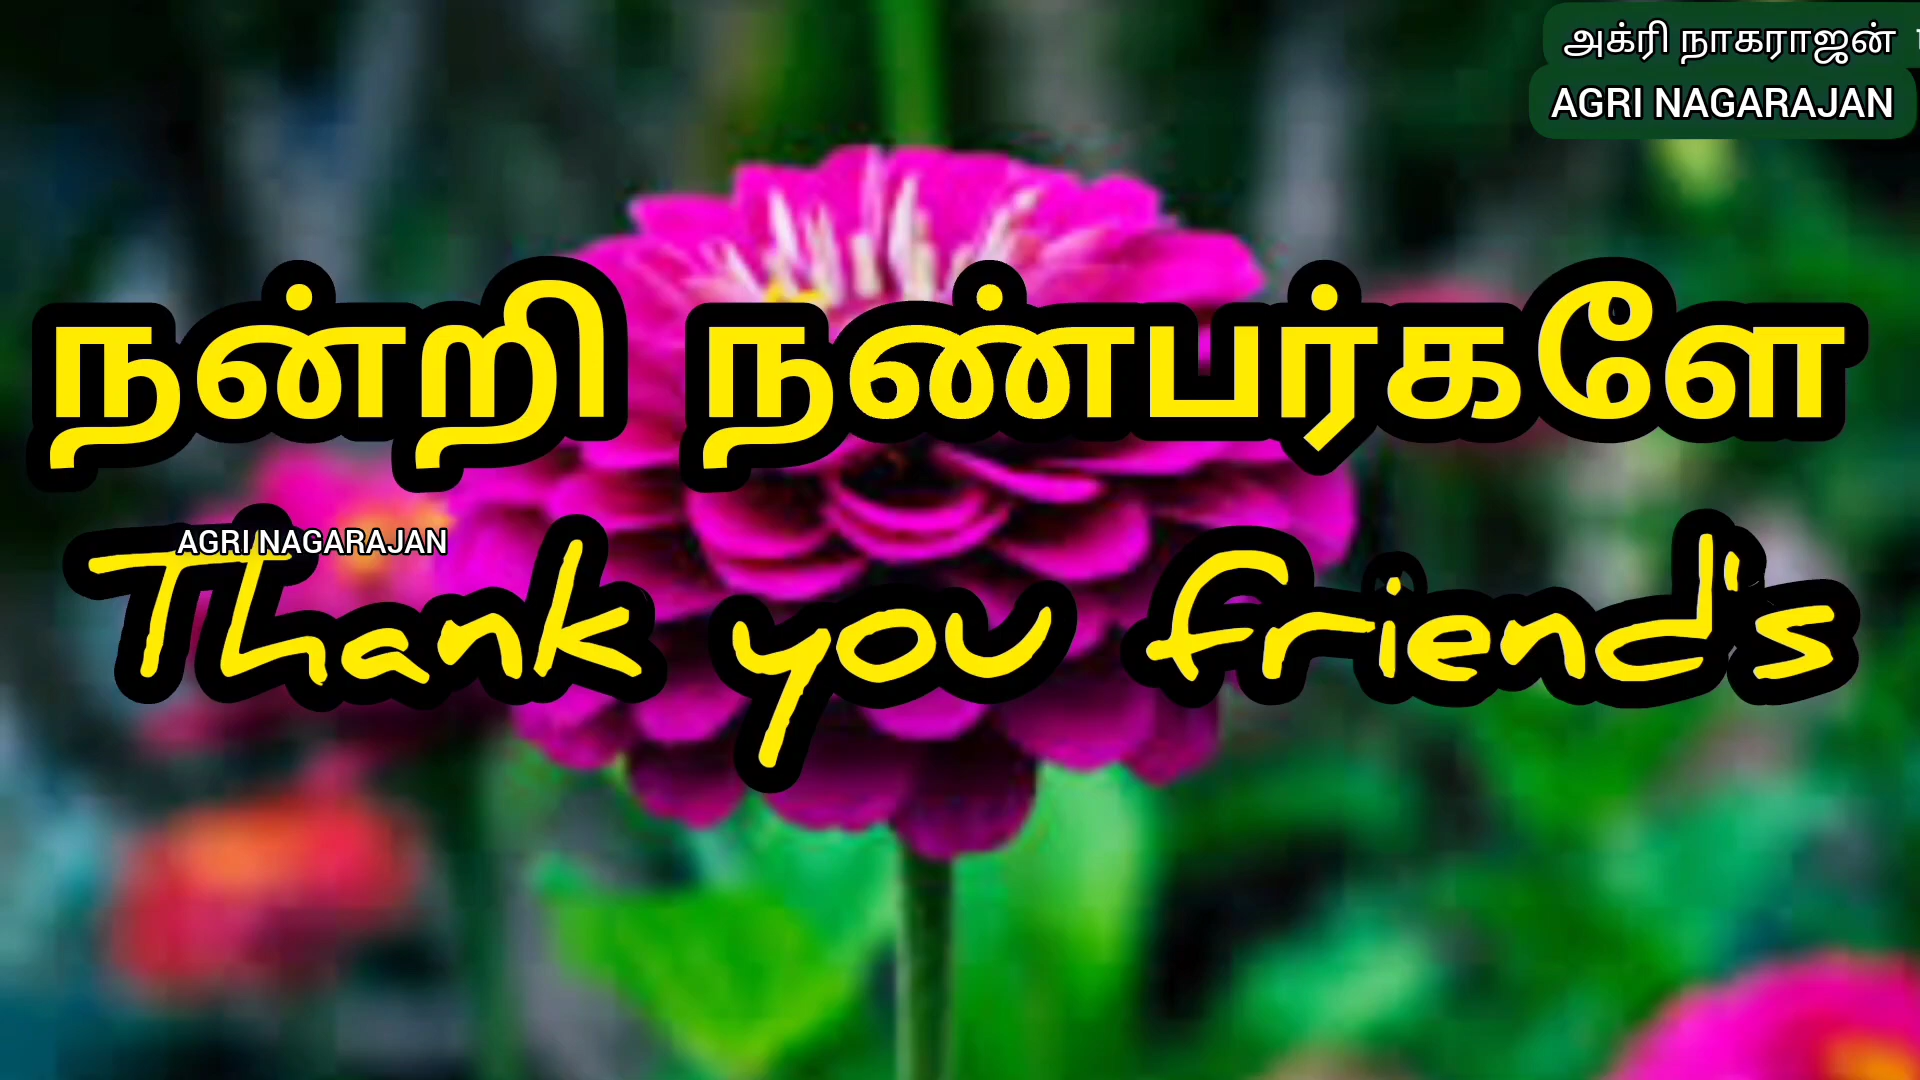 அக்ரி நாகராஜன்
AGRI NAGARAJAN
நன்றி நண்பர்களே
AGRI NAGARAJAN
Thank you friend's